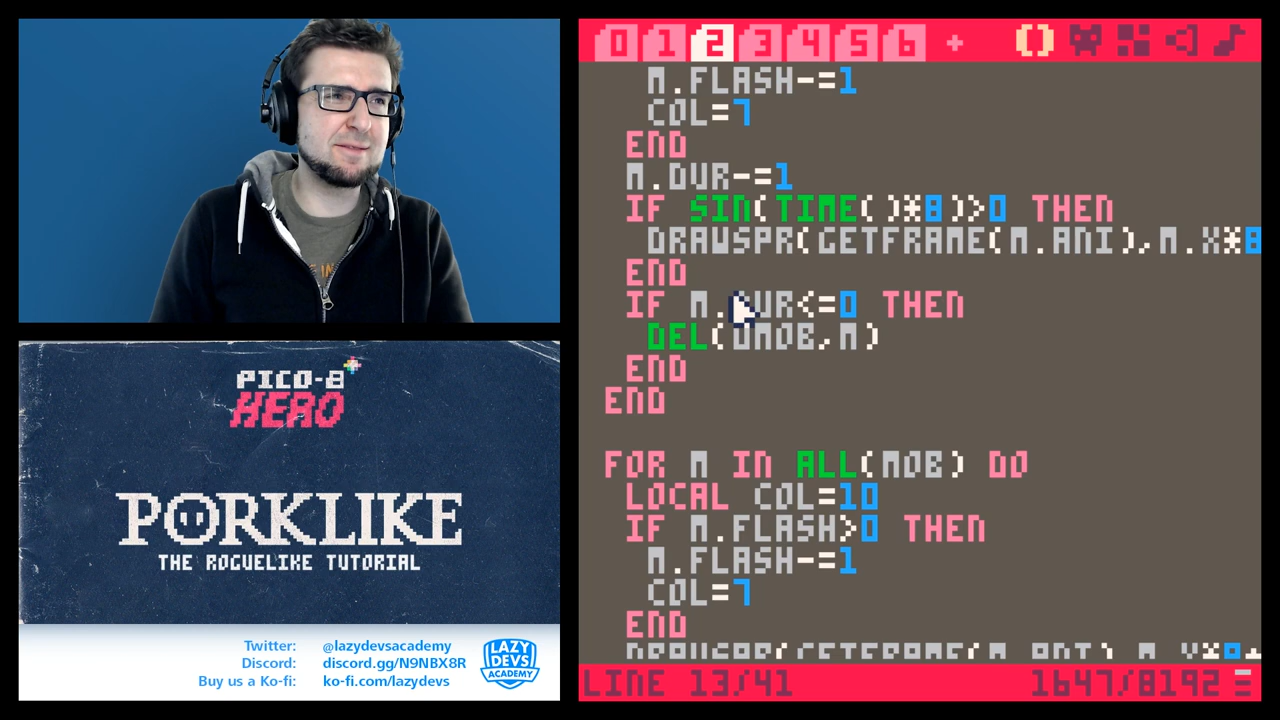 0 1 2 3 4 5 6 +
M.FLASH-=1
COL=7
END
M.DUR-=1
IF SIN(TIME()*8)>0 THEN
DRAWSPR(GETFRAME(M.ANI),M.X*8
END
IF M.DUR<=0 THEN
DEL(DMOB,M)
END
END
FOR M IN ALL(MOB) DO
LOCAL COL=10
IF M.FLASH>0 THEN
M.FLASH-=1
COL=7
END
LINE 13/41
1647/8192
PICO-8
HERO
PORKLIKE
THE ROGUELIKE TUTORIAL
Twitter: @lazydevsacademy
Discord: discord.gg/N9NBX8R
Buy us a Ko-fi: ko-fi.com/lazydevs
LAZY
DEVS
ACADEMY